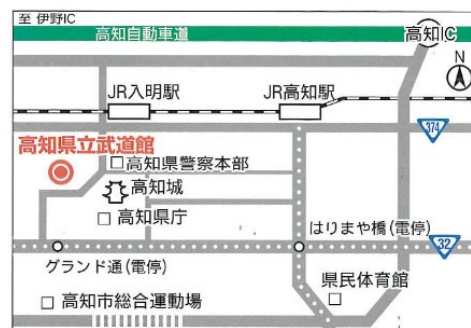 至 伊野IC
高知自動車道
高知IC
N
JR入明駅
JR高知駅
374
高知県立武道館
高知県警察本部
高知城
高知県庁
はりまや橋(電停)
32
グランド通(電停)
県民体育館
高知市総合運動場